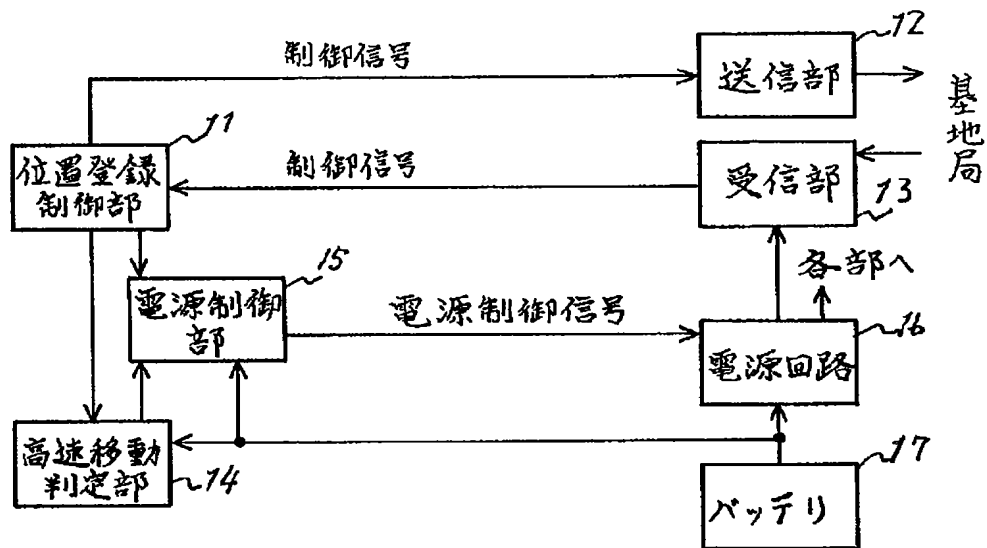 12
制御信号
送信部
基地局
11
位置登録
制御部
制御信号
受信部
13
15
各部へ
電源制御
部
電源制御信号
16
電源回路
高速移動
判定部
14
17
バッテリ